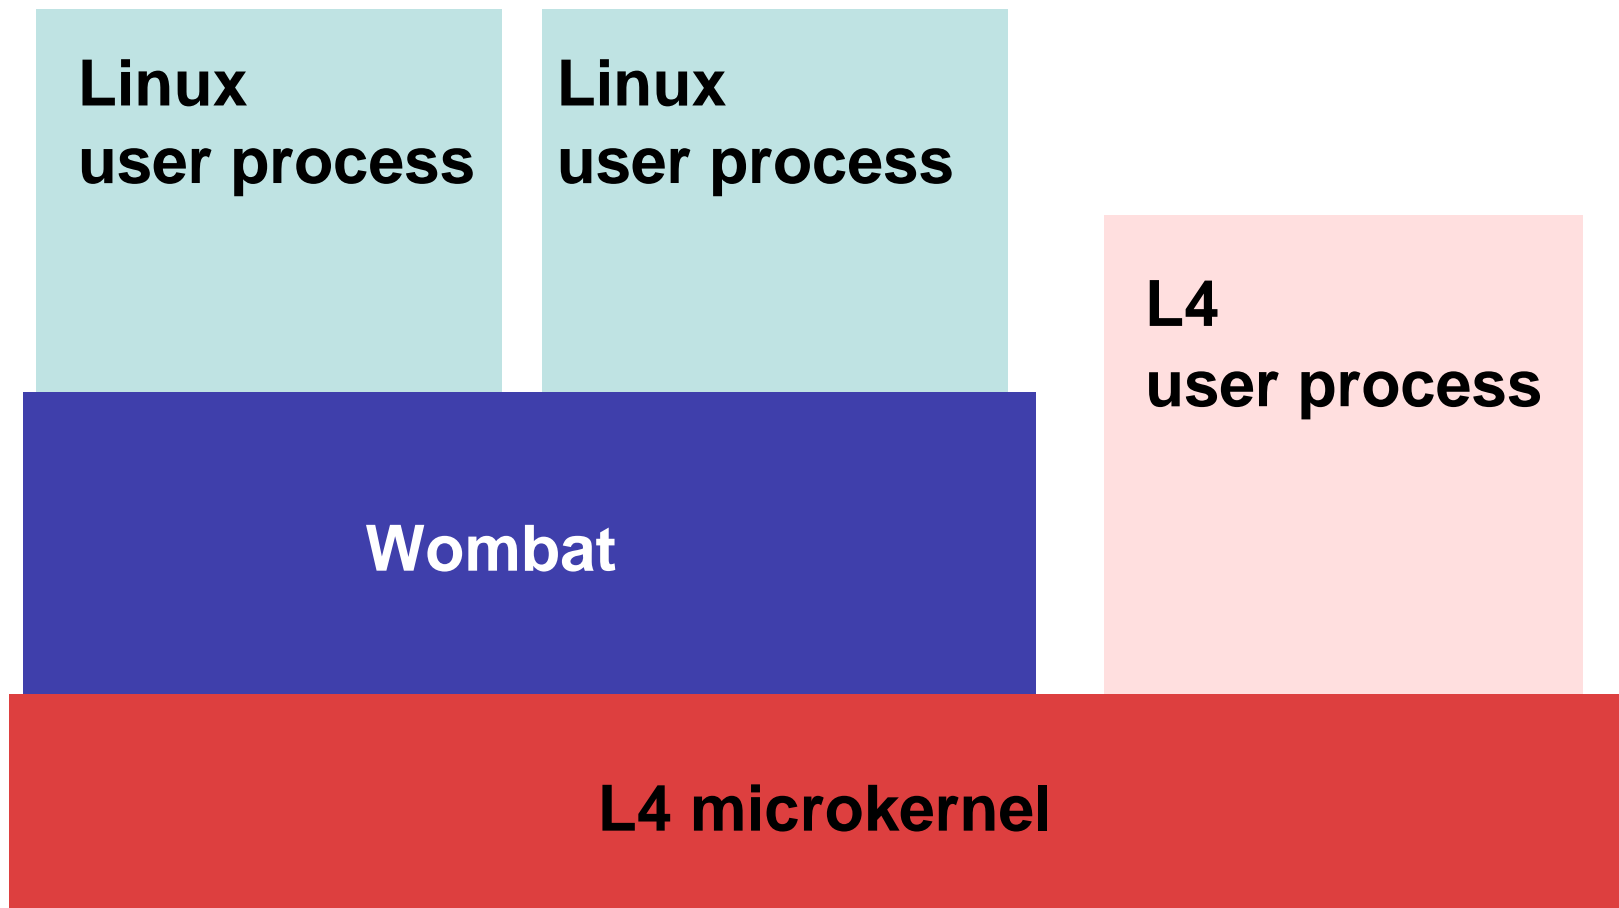 Linux
user process
Linux
user process
L4
user process
Wombat
L4 microkernel